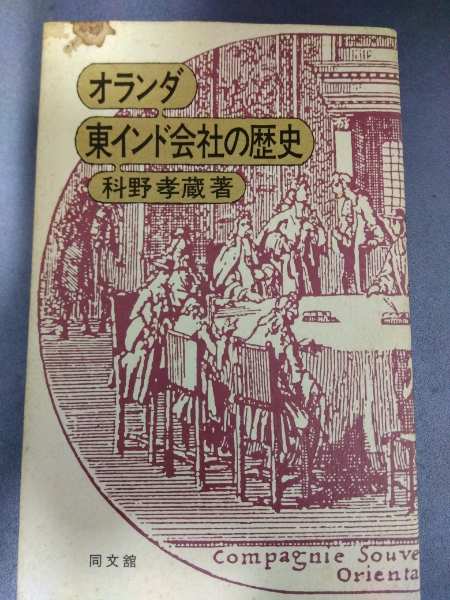 オランダ
東インド会社の歴史
科野孝蔵著
同文舘
Compagnie Souve
Orienta